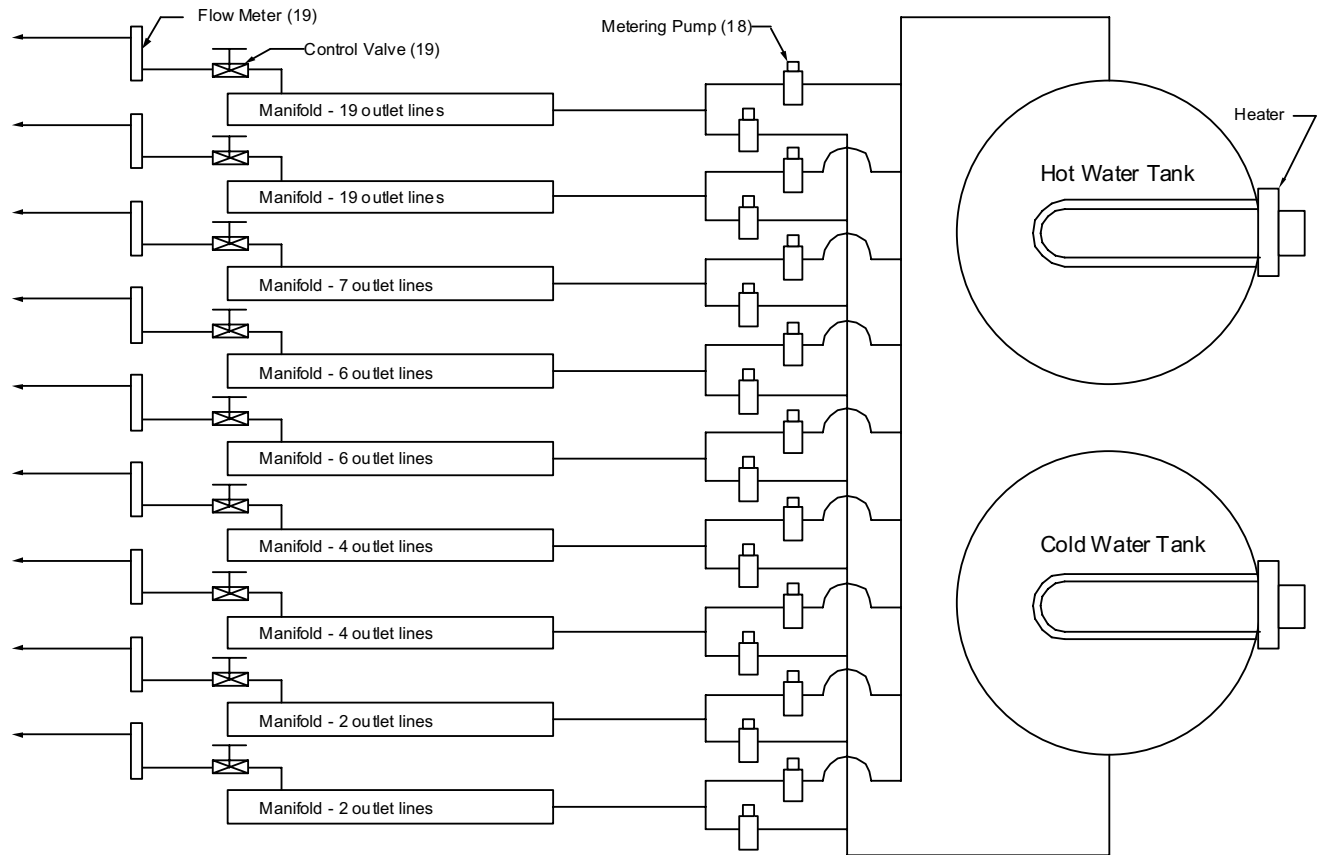 Flow Meter (19)
Metering Pump (18)
Control Valve (19)
Manifold - 19 outlet lines
Heater
Hot Water Tank
Manifold - 19 outlet lines
Manifold - 7 outlet lines
Manifold - 6 outlet lines
Manifold - 6 outlet lines
Manifold - 4 outlet lines
Cold Water Tank
Manifold - 4 outlet lines
Manifold - 2 outlet lines
Manifold - 2 outlet lines